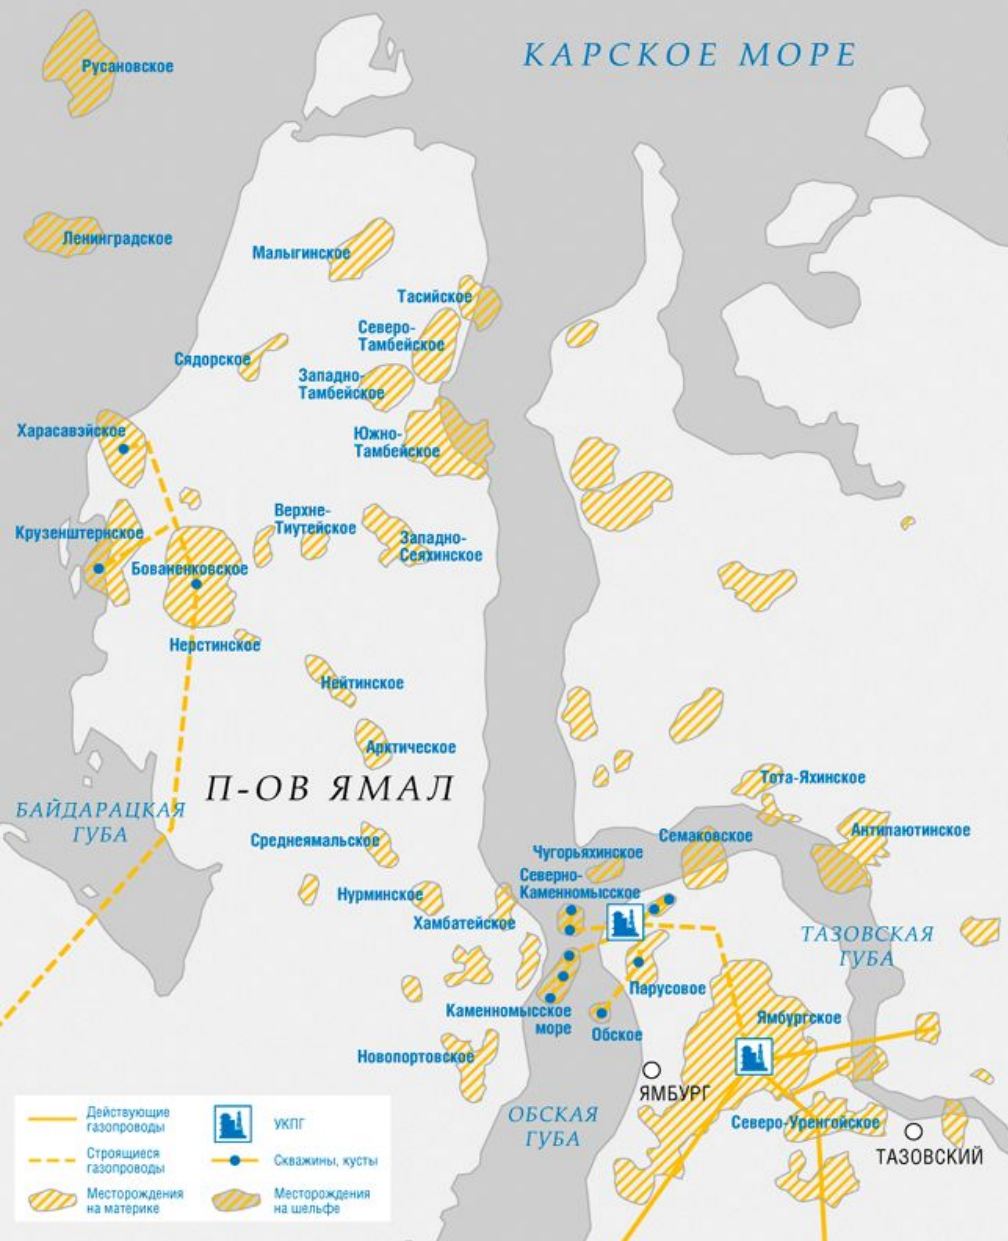 КАРСКОЕ МОРЕ
Русановское
Ленинградское
Малыгинское
Тасийское
Северо-
Тамбейское
Сядорское
Западно-
Тамбейское
Харасавэйское
Южно-
Тамбейское
Верхне-
Тиутейское
Крузенштернское
Западно-
Сеяхинское
Бованенковское
Нерстинское
Нейтинское
Арктическое
П-ОВ ЯМАЛ
Тота-Яхинское
БАЙДАРАЦКАЯ
ГУБА
Среднеямальское
Семаковское
Антипаютинское
Чугорьяхинское
Северно-
Каменномысское
Нурминское
Хамбатейское
ТАЗОВСКАЯ
ГУБА
Парусовое
Каменномысское
море
Обское
Ямбургское
Новопортовское
ЯМБУРГ
ОБСКАЯ
ГУБА
Северо-Уренгойское
ТАЗОВСКИЙ
Действующие
газопроводы
УКПГ
Строящиеся
газопроводы
Скважины, кусты
Месторождения
на материке
Месторождения
на шельфе